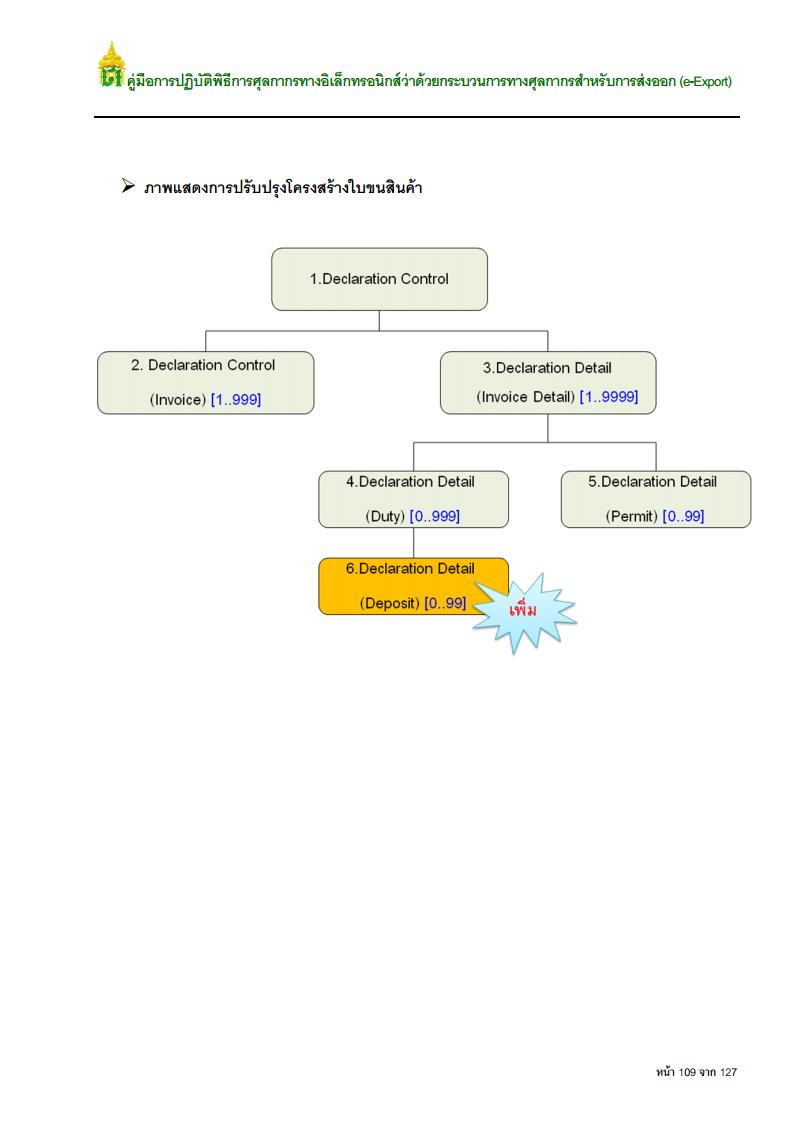 คู่มือการปฏิบัติพิธีการศุลกากรทางอิเล็กทรอนิกส์ว่าด้วยกระบวนการทางศุลกากรสำหรับการส่งออก (e-Export)
➢ ภาพแสดงการปรับปรุงโครงสร้างใบขนสินค้า
1.Declaration Control
2. Declaration Control
(Invoice) [1..999]
3.Declaration Detail
(Invoice Detail) [1..9999]
4.Declaration Detail
(Duty) [0..999]
5.Declaration Detail
(Permit) [0..99]
6.Declaration Detail
(Deposit) [0..99]
เพิ่ม
หน้า 109 จาก 127